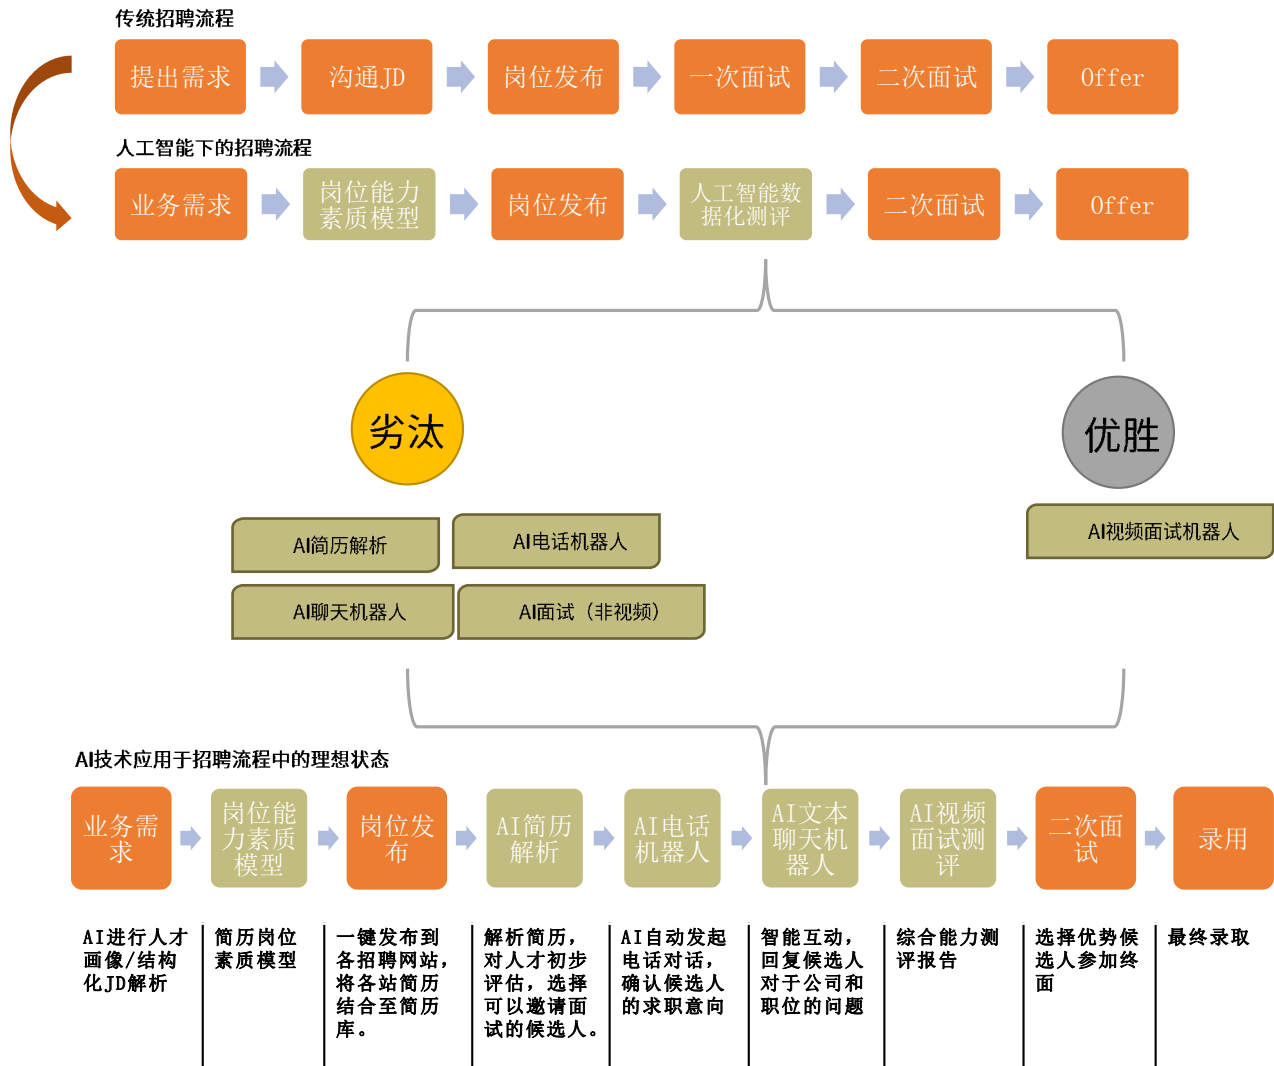 传统招聘流程
提出需求
沟通JD
岗位发布
一次面试
二次面试
Offer
人工智能下的招聘流程
业务需求
岗位能力
素质模型
岗位发布
人工智能数
据化测评
二次面试
Offer
劣汰
优胜
AI简历解析
AI电话机器人
AI视频面试机器人
AI聊天机器人
AI面试（非视频）
AI技术应用于招聘流程中的理想状态
业务需
求
岗位能
力素质
模型
岗位发
布
AI简历
解析
AI电话
机器人
AI文本
聊天机
器人
AI视频
面试测
评
二次面
试
录用
AI进行人才
画像/结构
化JD解析
简历岗位
素质模型
一键发布到
各招聘网站，
将各站简历
结合至简历
库。
解析简历，
对人才初步
评估，选择
可以邀请面
试的候选人。
AI自动发起
电话对话，
确认候选人
的求职意向
智能互动，
回复候选人
对于公司和
职位的问题
综合能力测
评报告
选择优势候
选人参加终
面
最终录取